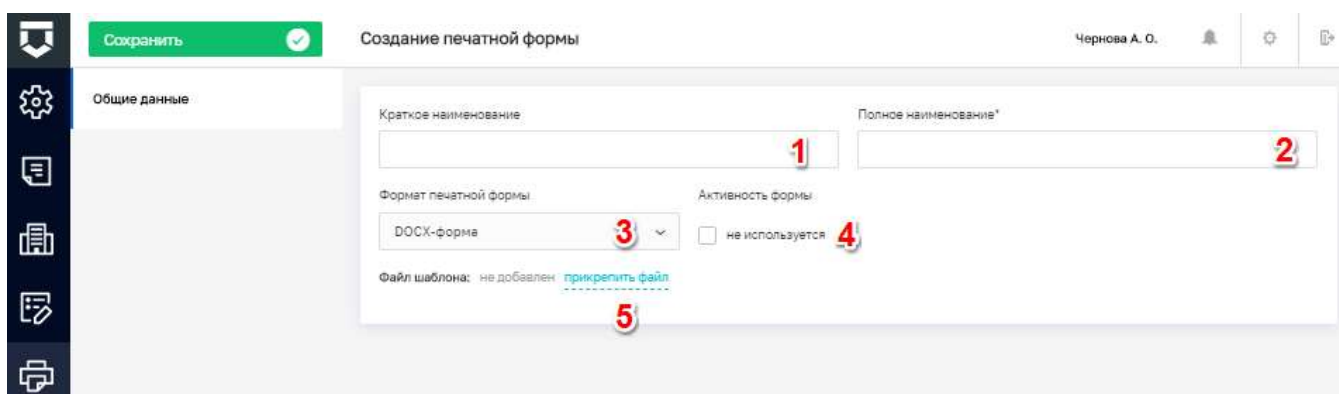 Сохранить
Создание печатной формы
Чернова А. О.
Общие данные
Краткое наименование
Полное наименование*
1
2
Формат печатной формы
Активность формы
DOCX-форма
3
не используется
4
Файл шаблона: не добавлен прикрепить файл
5